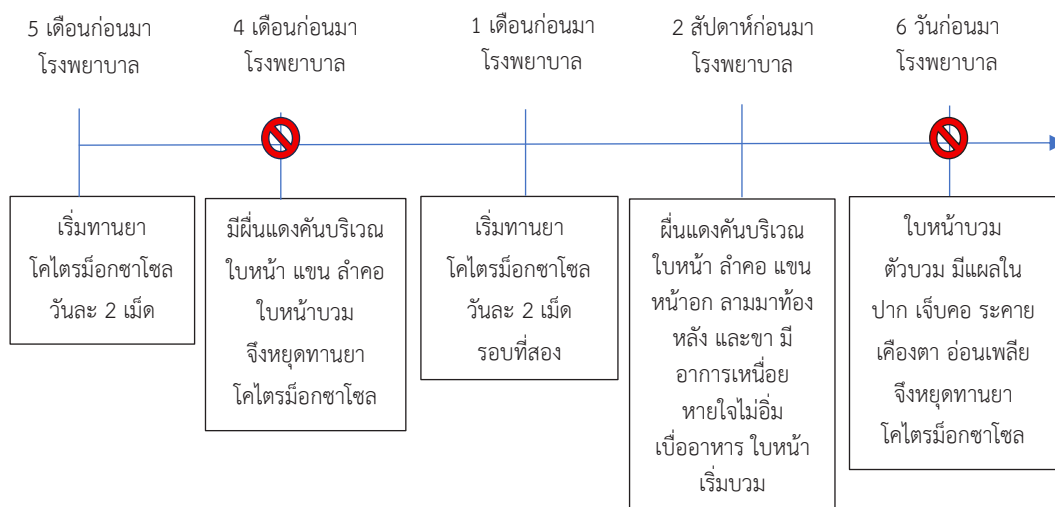 5 เดือนก่อนมา
โรงพยาบาล
4 เดือนก่อนมา
โรงพยาบาล
1 เดือนก่อนมา
โรงพยาบาล
2 สัปดาห์ก่อนมา
โรงพยาบาล
6 วันก่อนมา
โรงพยาบาล
เริ่มทานยา
โคไตรม็อกซาโซล
วันละ 2 เม็ด
มีผื่นแดงคันบริเวณ
ใบหน้า แขน ลำคอ
ใบหน้าบวม
จึงหยุดทานยา
โคไตรม็อกซาโซล
เริ่มทานยา
โคไตรม็อกซาโซล
วันละ 2 เม็ด
รอบที่สอง
ผื่นแดงคันบริเวณ
ใบหน้า ลำคอ แขน
หน้าอก ลามมาท้อง
หลัง และขา มี
อาการเหนื่อย
หายใจไม่อิ่ม
เบื่ออาหาร ใบหน้า
เริ่มบวม
ใบหน้าบวม
ตัวบวม มีแผลใน
ปาก เจ็บคอ ระคาย
เคืองตา อ่อนเพลีย
จึงหยุดทานยา
โคไตรม็อกซาโซล